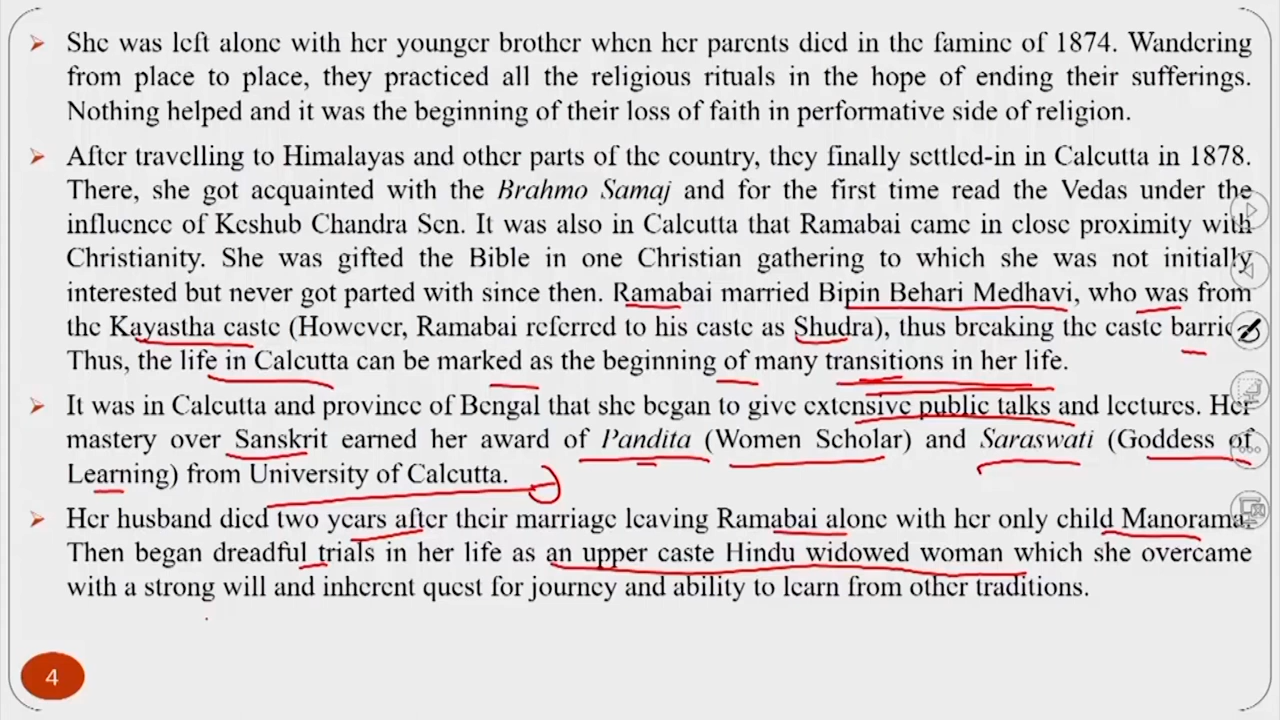 She was left alone with her younger brother when her parents died in the famine of 1874. Wandering
from place to place, they practiced all the religious rituals in the hope of ending their sufferings.
Nothing helped and it was the beginning of their loss of faith in performative side of religion.
After travelling to Himalayas and other parts of the country, they finally settled-in in Calcutta in 1878.
There, she got acquainted with the Brahmo Samaj and for the first time read the Vedas under the
influence of Keshub Chandra Sen. It was also in Calcutta that Ramabai came in close proximity with
Christianity. She was gifted the Bible in one Christian gathering to which she was not initially
interested but never got parted with since then. Ramabai married Bipin Behari Medhavi, who was from
the Kayastha caste (However, Ramabai referred to his caste as Shudra), thus breaking the caste
Thus, the life in Calcutta can be marked as the beginning of many transitions in her life.
It was in Calcutta and province of Bengal that she began to give extensive public talks and lectures. Her
mastery over Sanskrit earned her award of Pandita (Women Scholar) and Saraswati (Goddess of
Learning) from University of Calcutta.
Her husband died two years after their marriage leaving Ramabai alone with her only child Manorama.
Then began dreadful trials in her life as an upper caste Hindu widowed woman which she overcame
with a strong will and inherent quest for journey and ability to learn from other traditions.
4